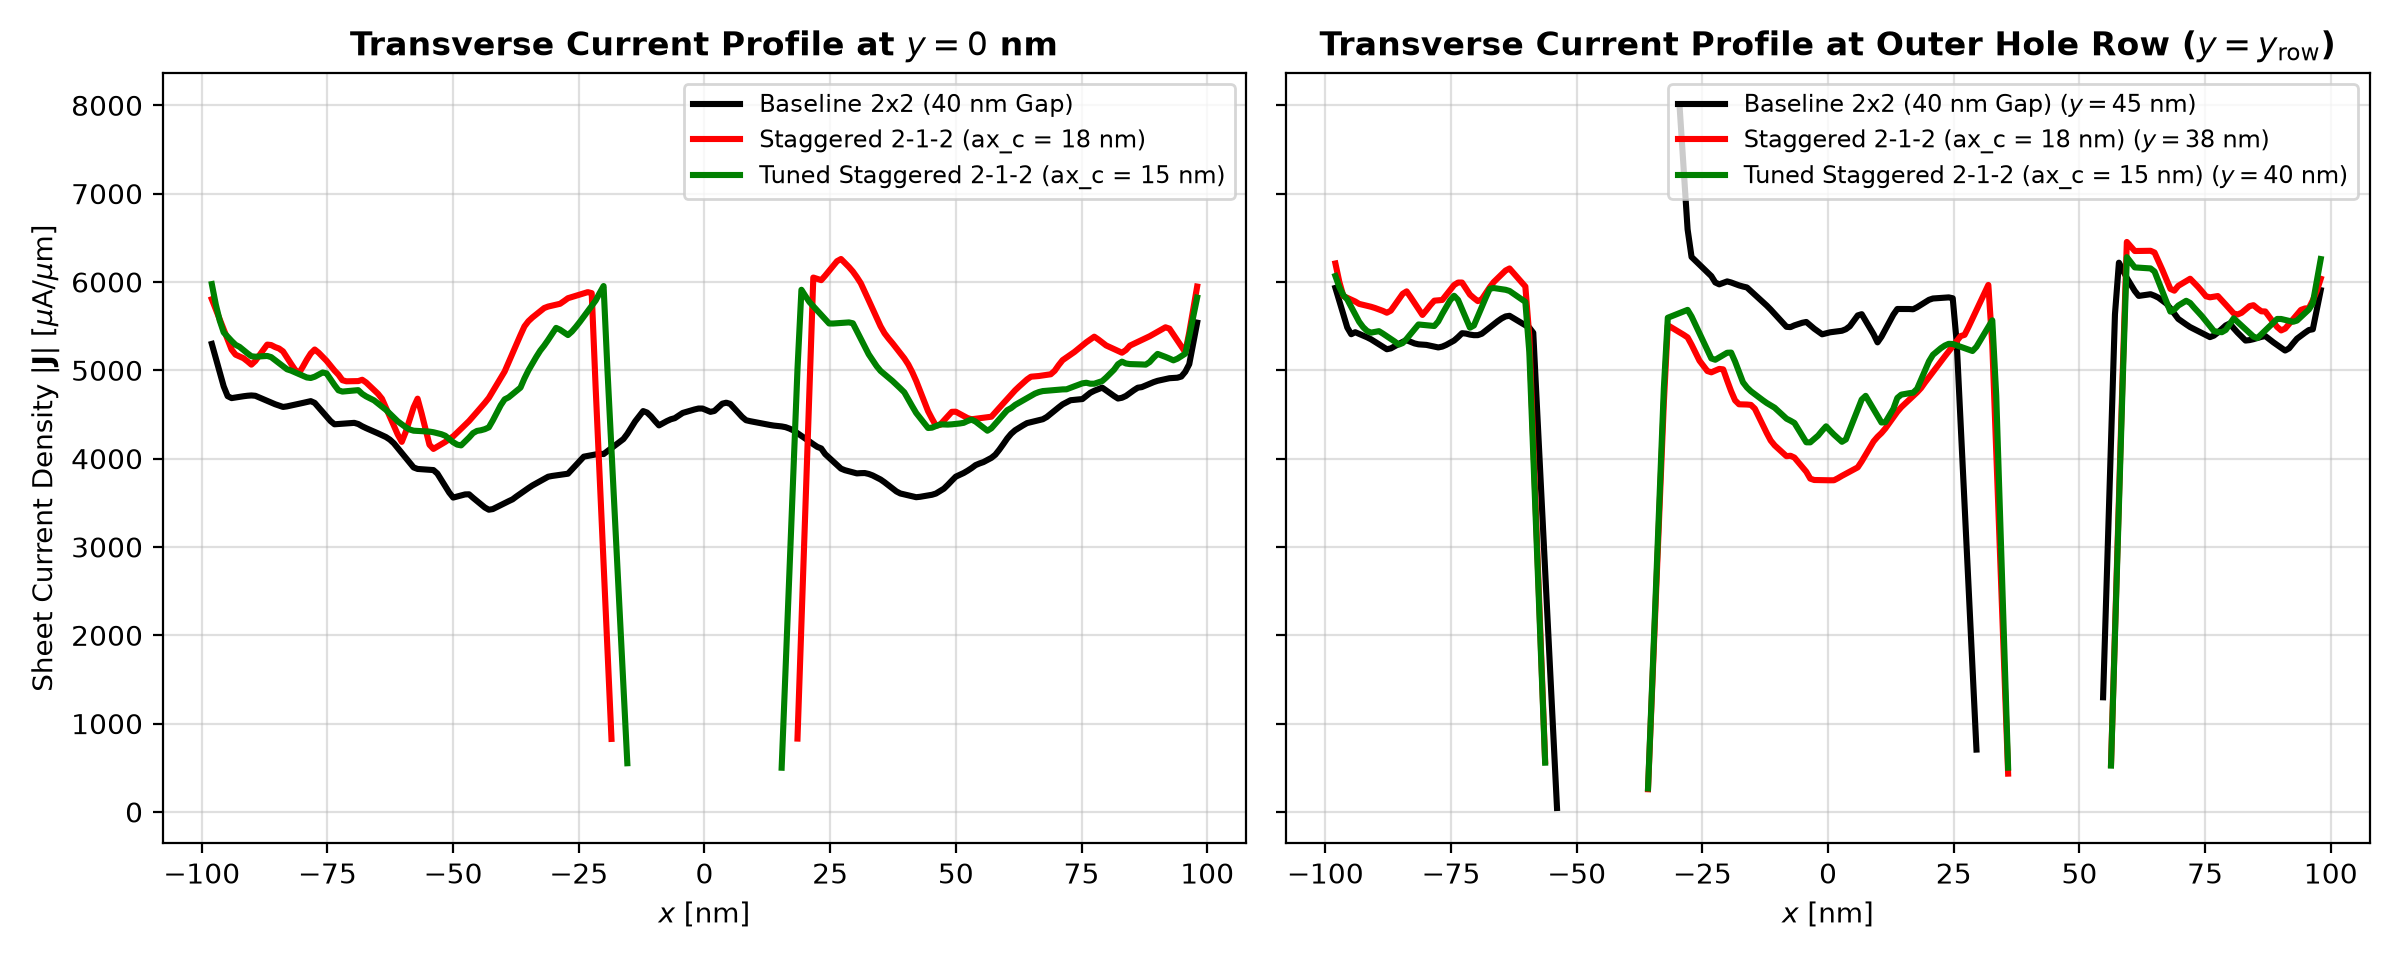 Transverse Current Profile at y = 0 nm
Baseline 2x2 (40 nm Gap)
Staggered 2-1-2 (ax_c = 18 nm)
Tuned Staggered 2-1-2 (ax_c = 15 nm)
Sheet Current Density |J| [μA/μm]
8000
7000
6000
5000
4000
3000
2000
1000
0
−100 −75 −50 −25 0 25 50 75 100
x [nm]
Transverse Current Profile at Outer Hole Row (y = y_row)
Baseline 2x2 (40 nm Gap) (y = 45 nm)
Staggered 2-1-2 (ax_c = 18 nm) (y = 38 nm)
Tuned Staggered 2-1-2 (ax_c = 15 nm) (y = 40 nm)
−100 −75 −50 −25 0 25 50 75 100
x [nm]